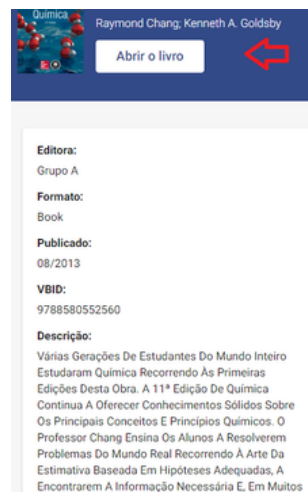 Química
Raymond Chang; Kenneth A. Goldsby
Abrir o livro
Editora:
Grupo A
Formato:
Book
Publicado:
08/2013
VBID:
9788580552560
Descrição:
Várias Gerações De Estudantes Do Mundo Inteiro
Estudaram Química Recorrendo Às Primeiras
Edições Desta Obra. A 11ª Edição De Química
Continua A Oferecer Conhecimentos Sólidos Sobre
Os Principais Conceitos E Princípios Químicos. O
Professor Chang Ensina Os Alunos A Resolverem
Problemas Do Mundo Real Recorrendo À Arte Da
Estimativa Baseada Em Hipóteses Adequadas, A
Encontrarem A Informação Necessária E, Em Muitos